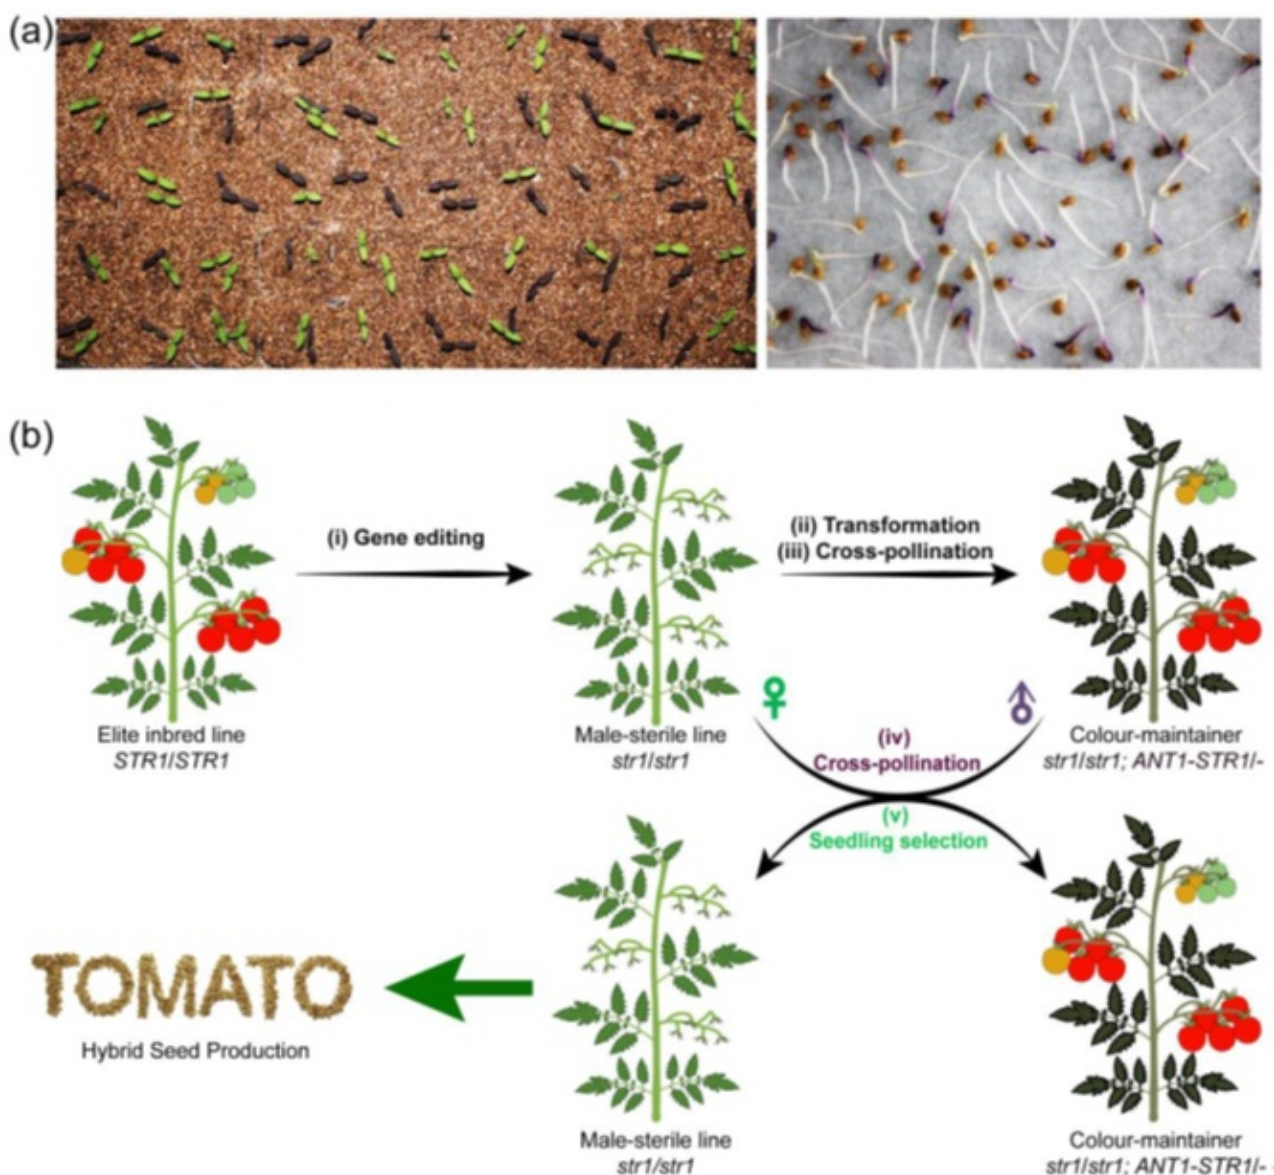 (a)
(b)
(i) Gene editing
(ii) Transformation
(iii) Cross-pollination
Elite inbred line
STR1/STR1
Male-sterile line
str1/str1
Colour-maintainer
str1/str1; ANT1-STR1/-
(iv)
Cross-pollination
(v)
Seedling selection
TOMATO
Hybrid Seed Production
Male-sterile line
str1/str1
Colour-maintainer
str1/str1; ANT1-STR1/-